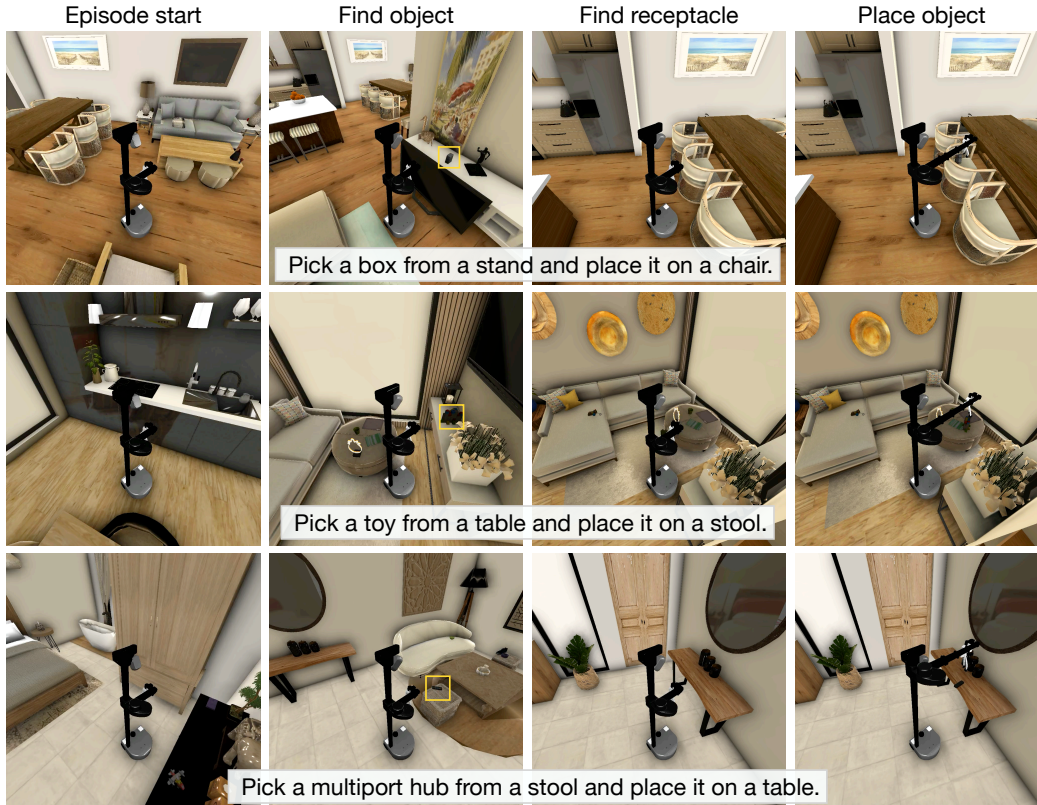 Episode start
Find object
Find receptacle
Place object
Pick a box from a stand and place it on a chair.
Pick a toy from a table and place it on a stool.
Pick a multiport hub from a stool and place it on a table.